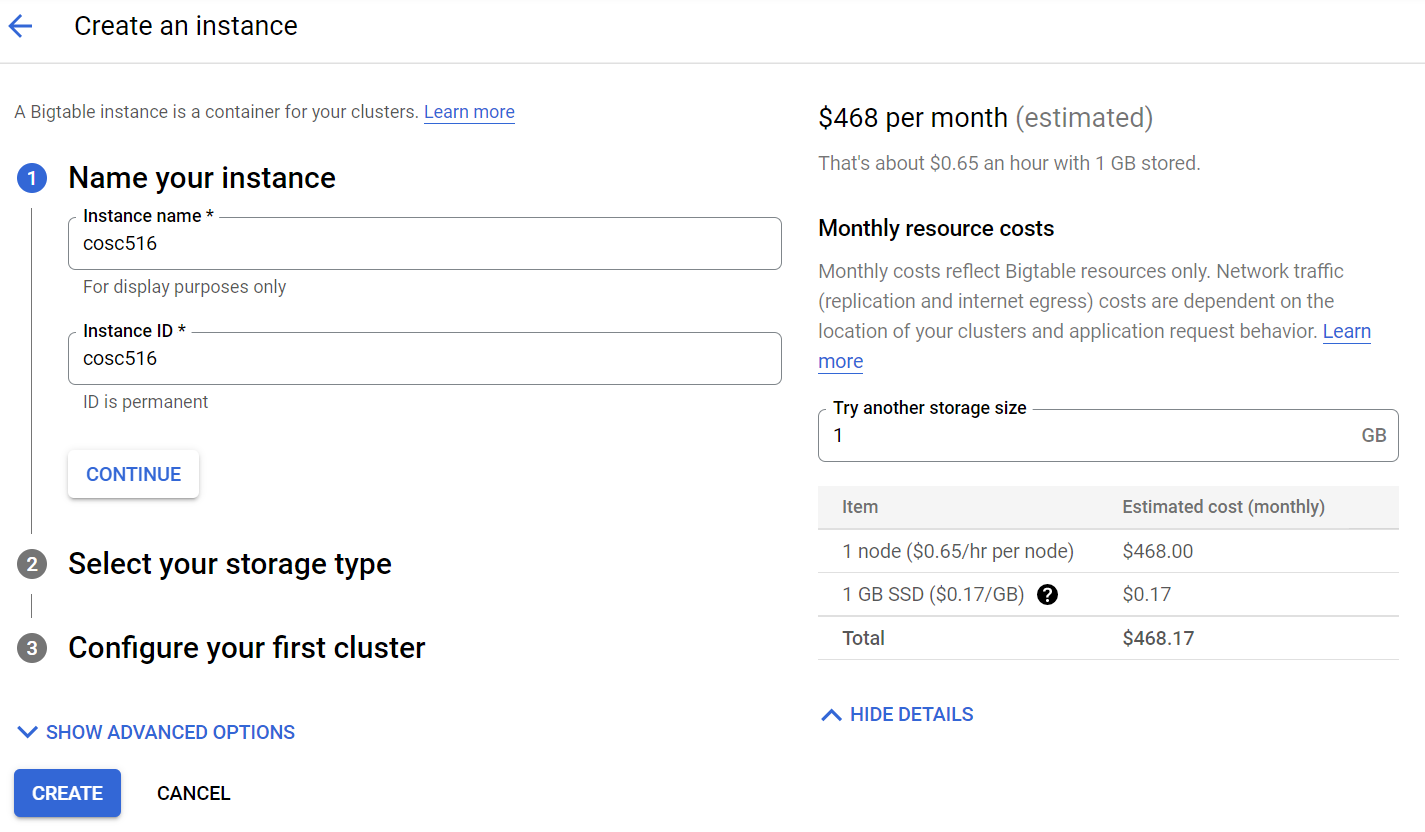 Create an instance
A Bigtable instance is a container for your clusters. Learn more
1 Name your instance
Instance name *
cosc516
For display purposes only
Instance ID *
cosc516
ID is permanent
CONTINUE
2 Select your storage type
3 Configure your first cluster
SHOW ADVANCED OPTIONS
CREATE CANCEL
$468 per month (estimated)
That's about $0.65 an hour with 1 GB stored.
Monthly resource costs
Monthly costs reflect Bigtable resources only. Network traffic
(replication and internet egress) costs are dependent on the
location of your clusters and application request behavior. Learn
more
Try another storage size
1 GB
Item Estimated cost (monthly)
1 node ($0.65/hr per node) $468.00
1 GB SSD ($0.17/GB) ? $0.17
Total $468.17
HIDE DETAILS